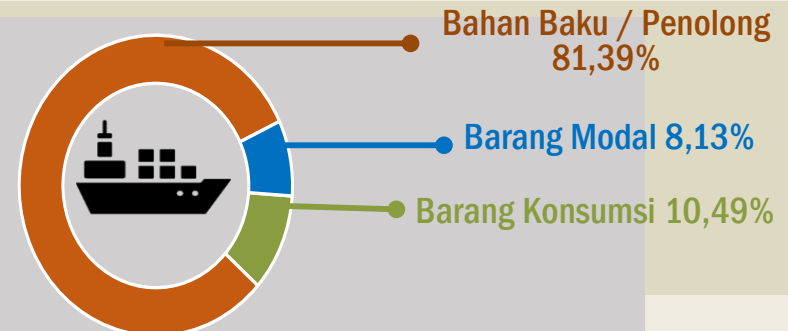 Bahan Baku / Penolong
81,39%
Barang Modal 8,13%
Barang Konsumsi 10,49%